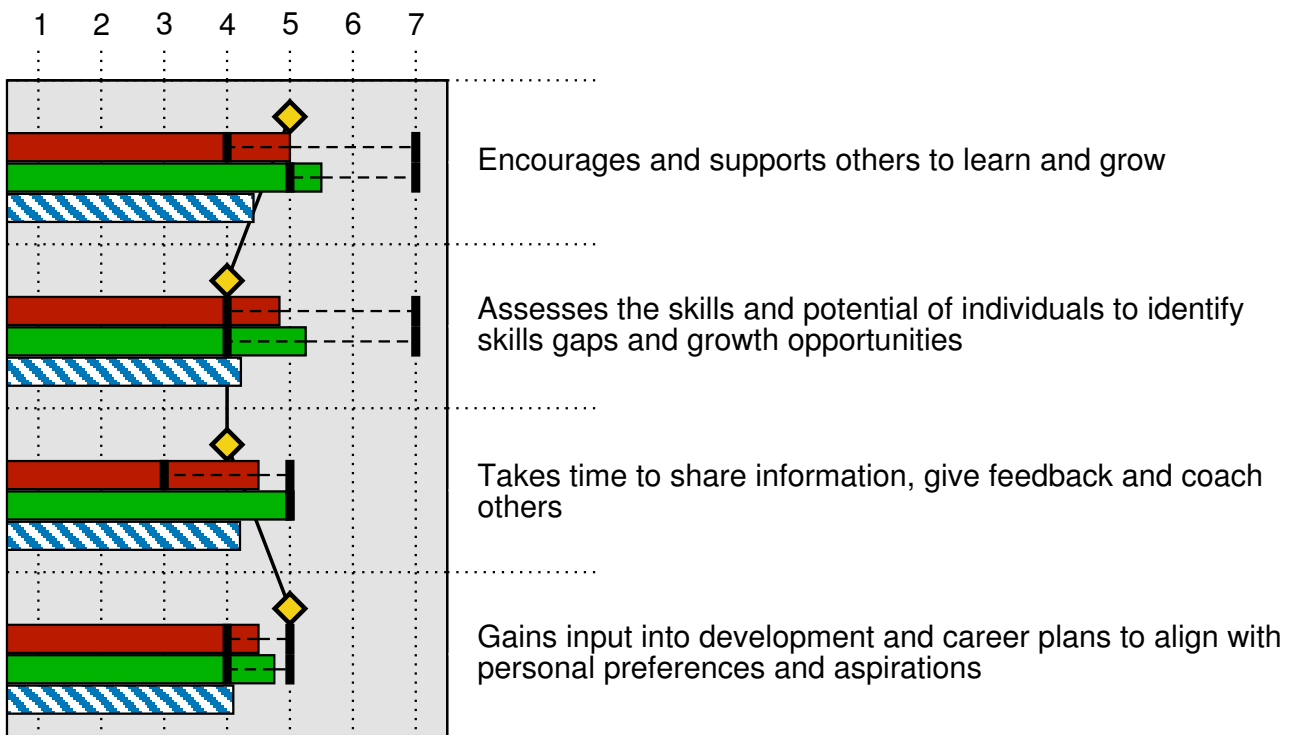 1 2 3 4 5 6 7
Encourages and supports others to learn and grow
Assesses the skills and potential of individuals to identify
skills gaps and growth opportunities
Takes time to share information, give feedback and coach
others
Gains input into development and career plans to align with
personal preferences and aspirations